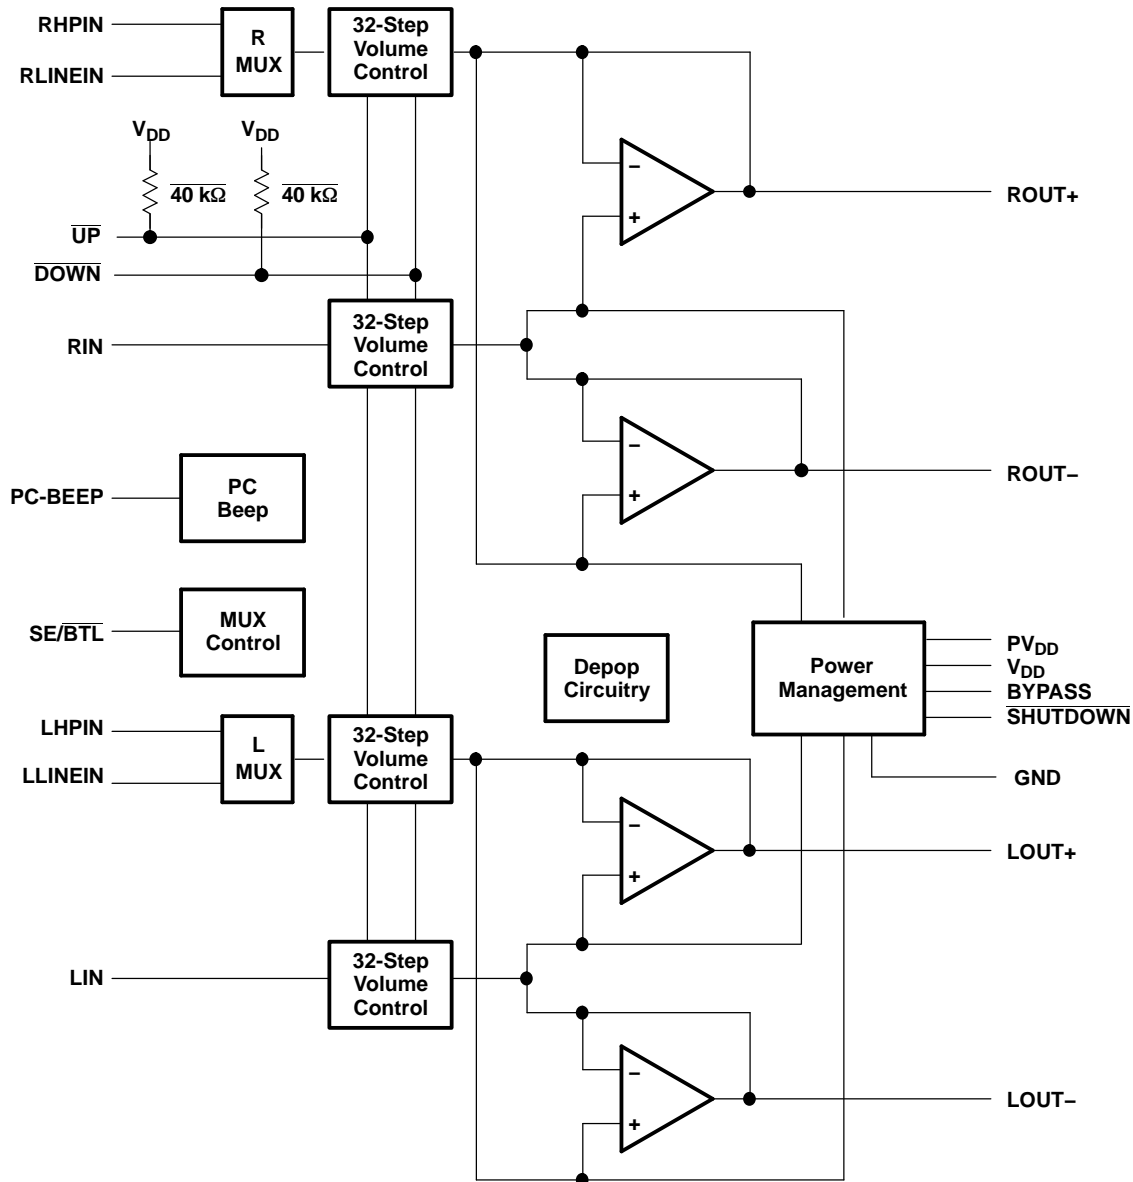 RHPIN
RLINEIN
R
MUX
32-Step
Volume
Control
VDD
VDD
40 kΩ
40 kΩ
UP
DOWN
–
+
ROUT+
RIN
32-Step
Volume
Control
–
+
ROUT–
PC-BEEP
PC
Beep
SE/BTL
MUX
Control
Depop
Circuitry
Power
Management
PVDD
VDD
BYPASS
SHUTDOWN
GND
LHPIN
LLINEIN
L
MUX
32-Step
Volume
Control
–
+
LOUT+
LIN
32-Step
Volume
Control
–
+
LOUT–